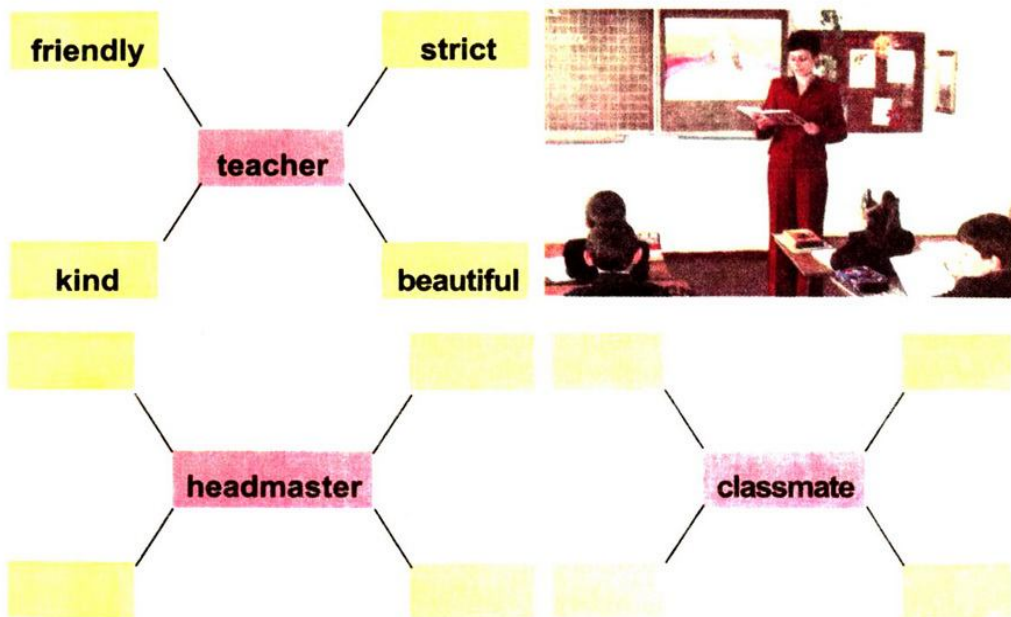 friendly
strict
teacher
kind
beautiful
headmaster
classmate